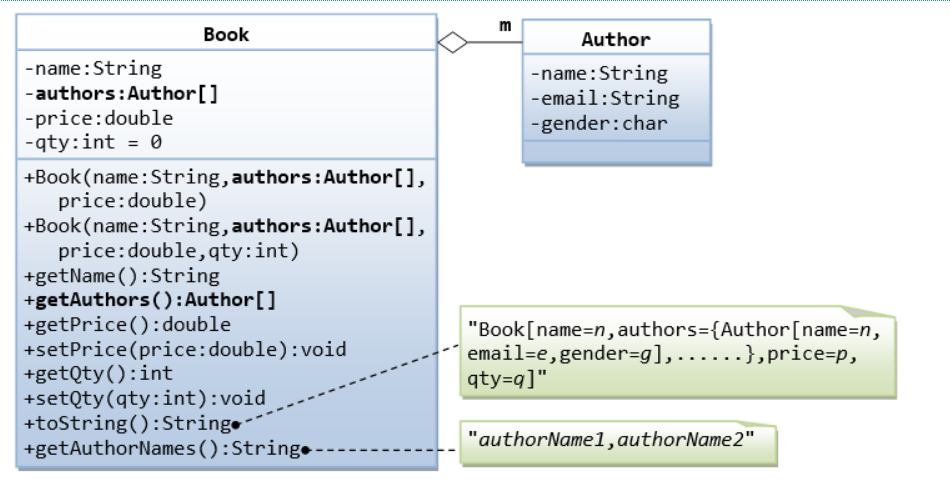 Book
-name:String
-authors:Author[]
-price:double
-qty:int = 0
+Book(name:String,authors:Author[],
price:double)
+Book(name:String,authors:Author[],
price:double,qty:int)
+getName():String
+getAuthors():Author[]
+getPrice():double
+setPrice(price:double):void
+getQty():int
+setQty(qty:int):void
+toString():String
+getAuthorNames():String
m
Author
-name:String
-email:String
-gender:char
"Book[name=n,authors={Author[name=n,
email=e,gender=g],......},price=p,
qty=q]"
"authorName1,authorName2"